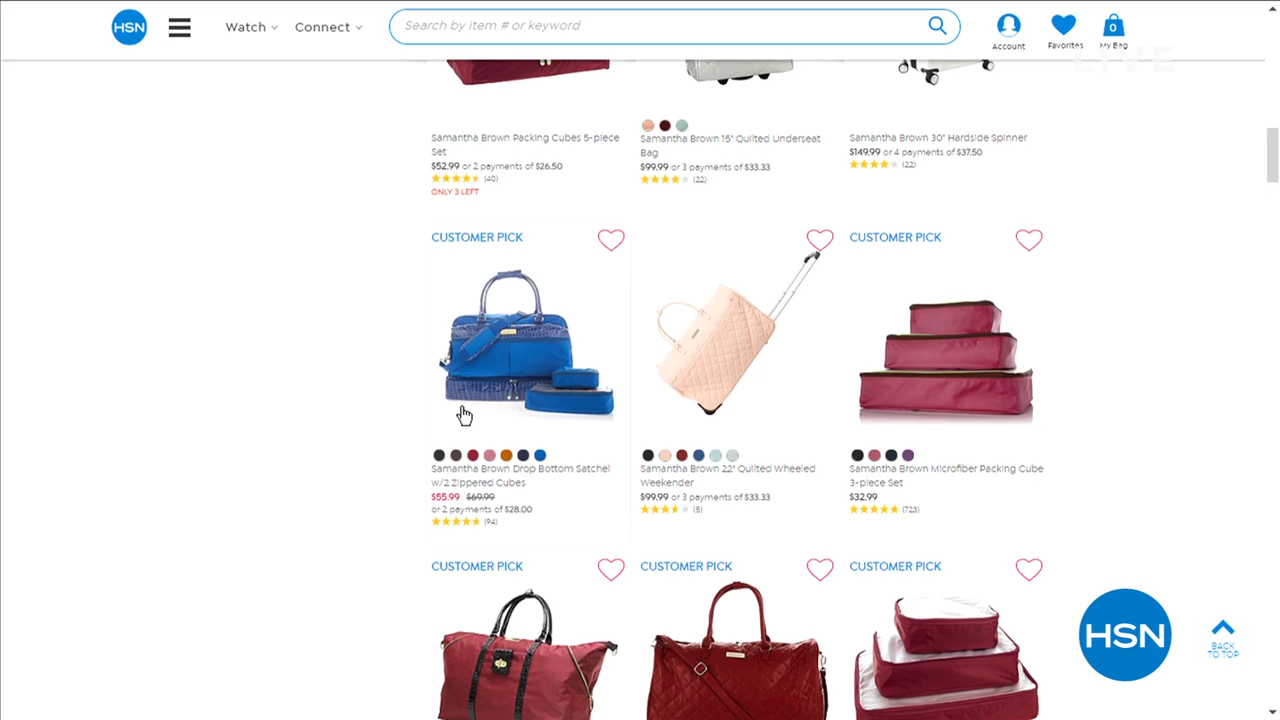 HSN
Watch
Connect
Search by item # or keyword
Account
Favorites
0
My Bag
LIVE
Samantha Brown Packing Cubes 5-piece
Set
$52.99 or 2 payments of $26.50
(40)
ONLY 3 LEFT
Samantha Brown 15" Quilted Underseat
Bag
$99.99 or 3 payments of $33.33
(22)
Samantha Brown 30" Hardside Spinner
$149.99 or 4 payments of $37.50
(22)
CUSTOMER PICK
CUSTOMER PICK
Samantha Brown Drop Bottom Satchel
w/2 Zippered Cubes
$55.99 $69.99
or 2 payments of $28.00
(94)
Samantha Brown 22" Quilted Wheeled
Weekender
$99.99 or 3 payments of $33.33
(5)
Samantha Brown Microfiber Packing Cube
3-piece Set
$32.99
(723)
CUSTOMER PICK
CUSTOMER PICK
CUSTOMER PICK
HSN
BACK
TO TOP